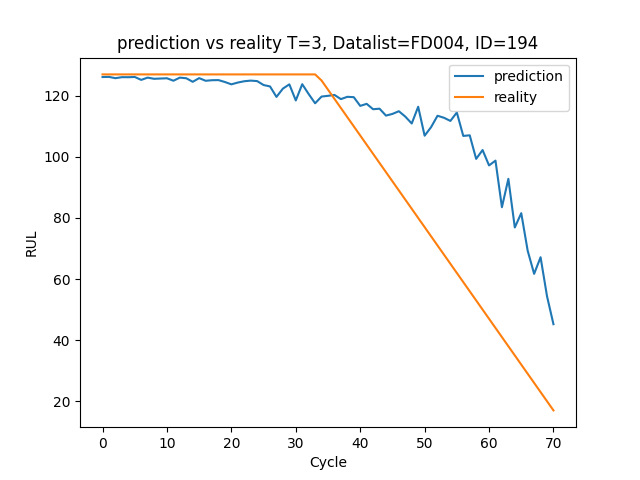 prediction vs reality T=3, Datalist=FD004, ID=194
prediction
reality
RUL
120
100
80
60
40
20
0 10 20 30 40 50 60 70
Cycle